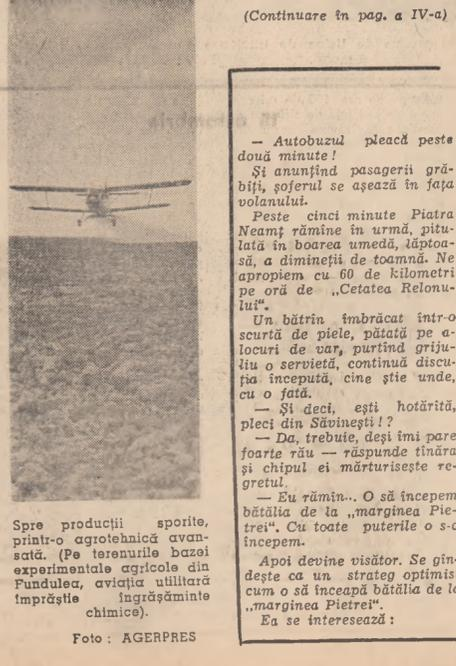 (Continuare în pag. a IV-a)
Spre producții sporite,
printr-o agrotehnică avan-
sată. (Pe terenurile bazei
experimentale agricole din
Fundulea, aviația utilitară
împrăștie îngrășăminte
chimice).
Foto : AGERPRES
— Autobuzul pleacă peste
două minute !
Și anunțînd pasagerii gră-
biți, șoferul se așează în fața
volanului.
Peste cinci minute Piatra
Neamț rămîne în urmă, pitu-
lată în boarea umedă, lăptoa-
să, a dimineții de toamnă. Ne
apropiem cu 60 de kilometri
pe oră de „Cetatea Relonu-
lui“.
Un bătrîn îmbrăcat într-o
scurtă de piele, pătată pe a-
locuri de var, purtînd griju-
liu o servietă, continuă discu-
ția începută, cine știe unde,
cu o fată.
— Și deci, ești hotărîtă,
pleci din Săvinești ! ?
— Da, trebuie, deși îmi pare
foarte rău — răspunde tînăra
și chipul ei mărturisește re-
gretul.
— Eu rămîn... O să începem
bătălia de la „marginea Pie-
trei“. Cu toate puterile o s-o
începem.
Apoi devine visător. Se gîn-
dește ca un strateg optimis
cum o să înceapă bătălia de la
„marginea Pietrei“.
Ea se interesează :